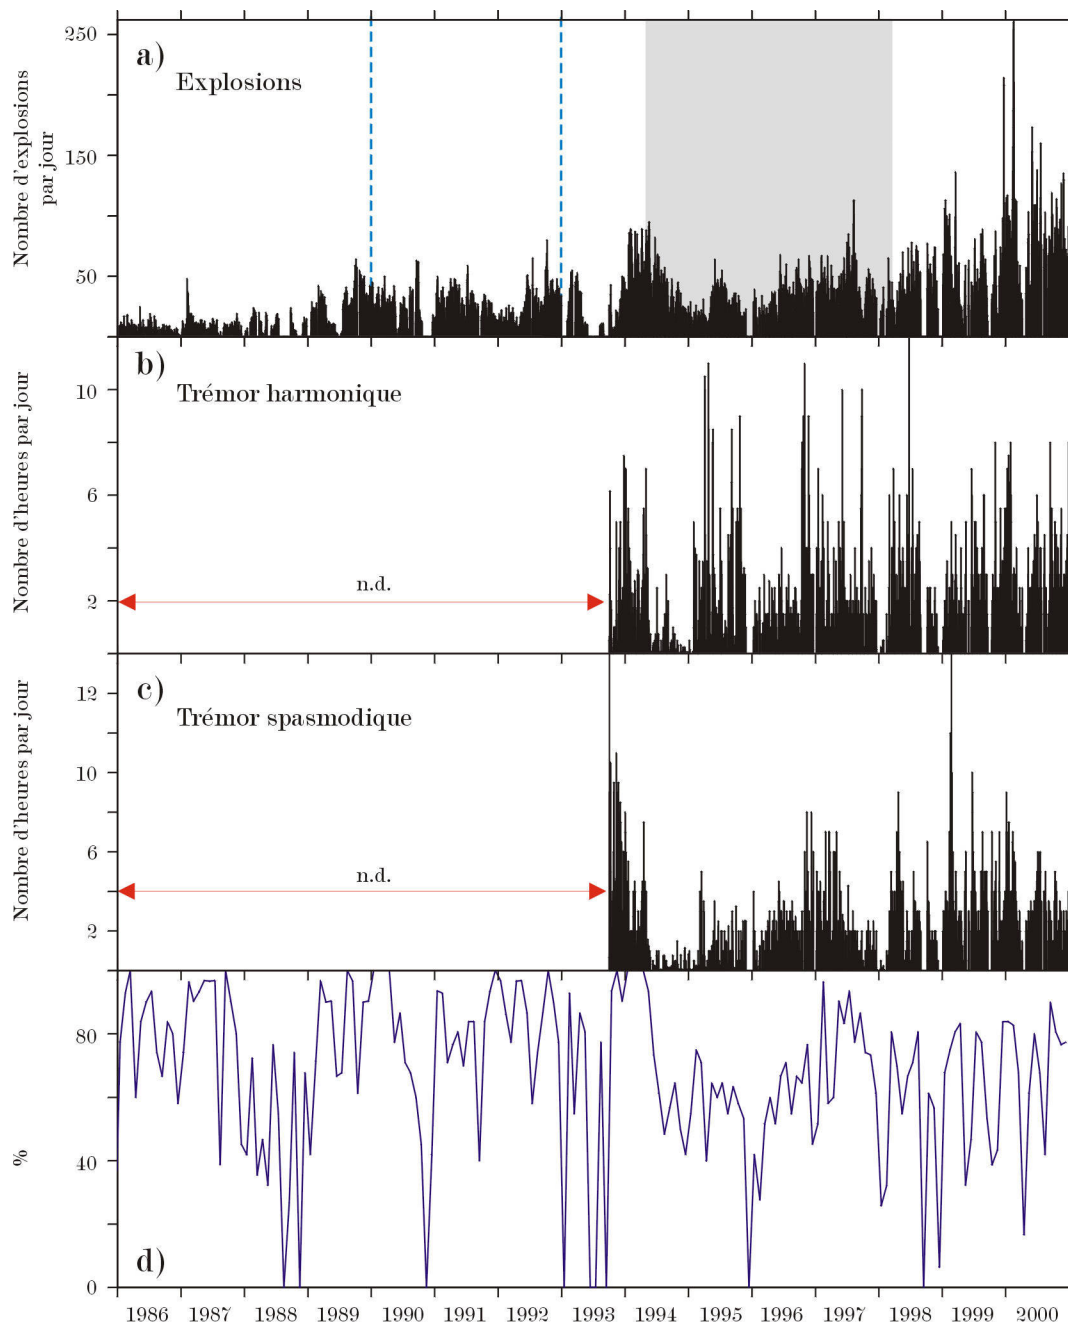 a)
Explosions
Nombre d'explosions
par jour
250
150
50
b)
Trémor harmonique
Nombre d'heures par jour
10
6
2
n.d.
c)
Trémor spasmodique
Nombre d'heures par jour
12
10
6
2
n.d.
%
80
40
0
d)
1986 1987 1988 1989 1990 1991 1992 1993 1994 1995 1996 1997 1998 1999 2000